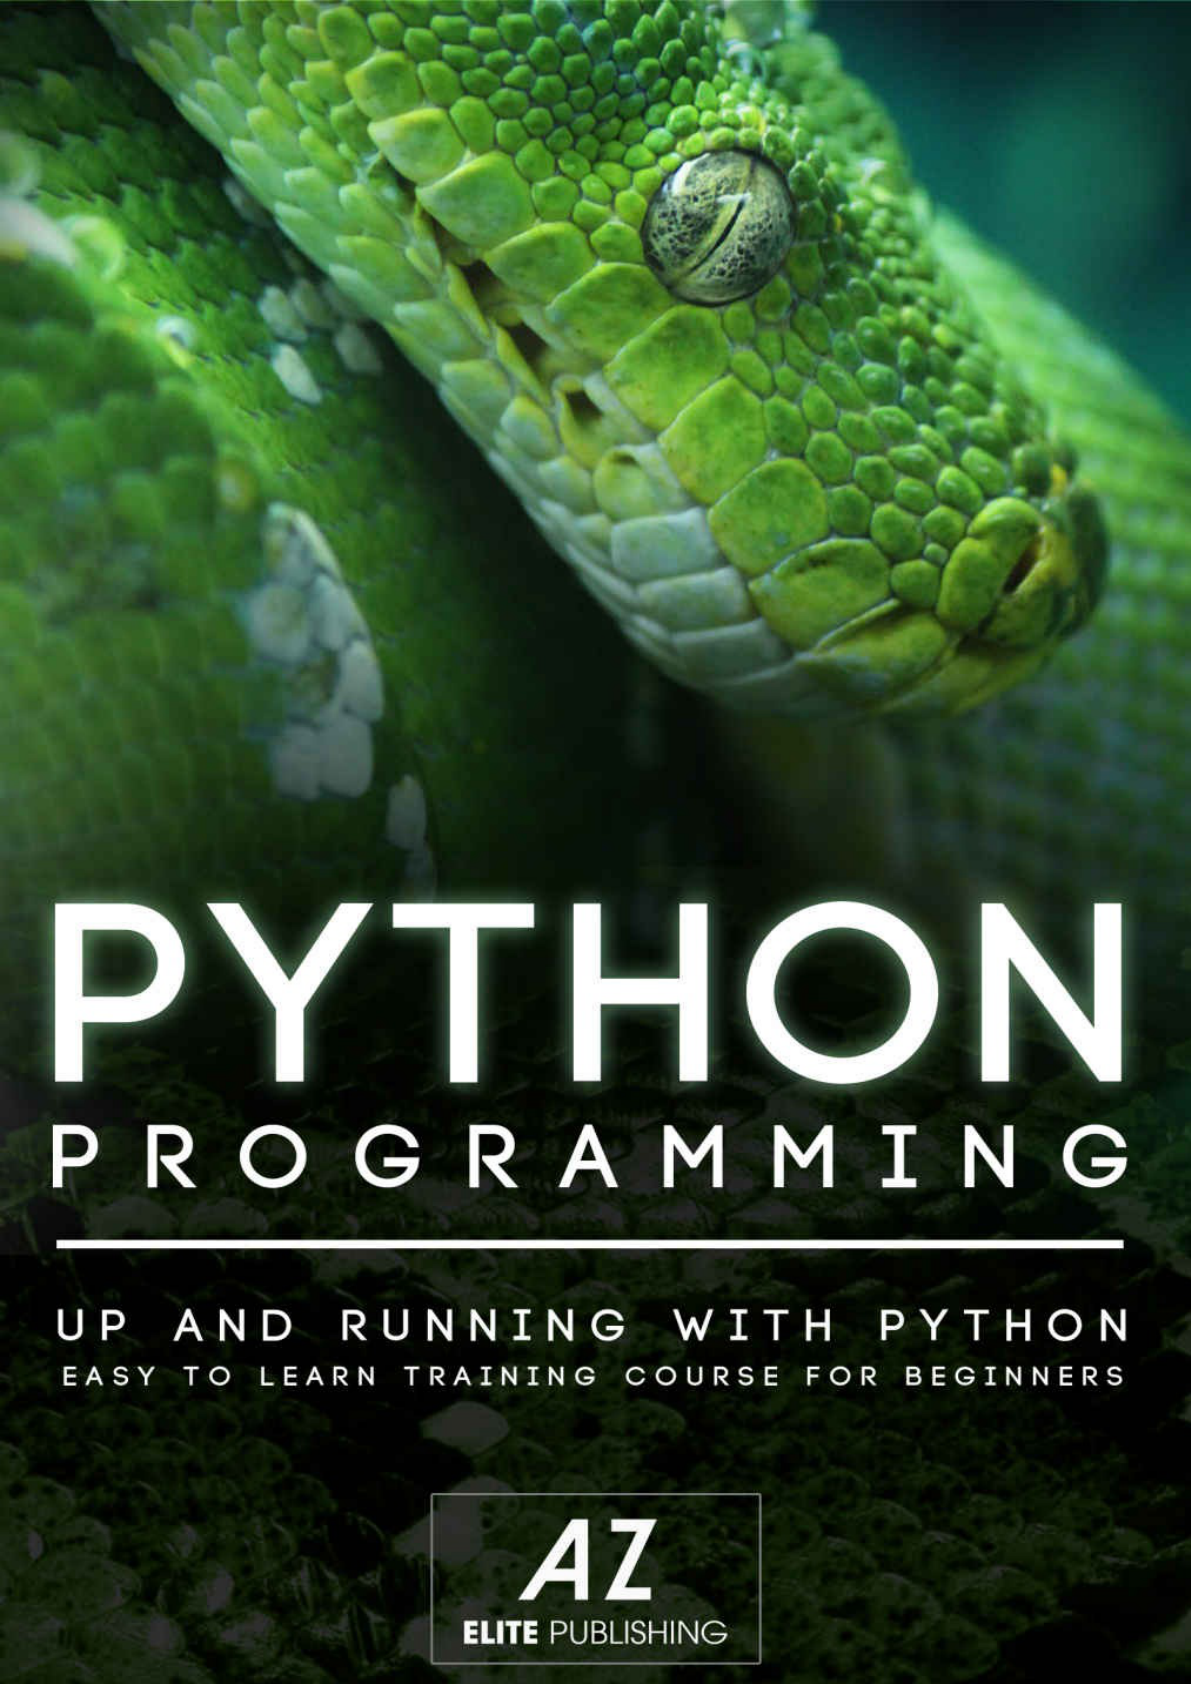 PYTHON
PROGRAMMING
UP AND RUNNING WITH PYTHON
EASY TO LEARN TRAINING COURSE FOR BEGINNERS
AZ
ELITE PUBLISHING